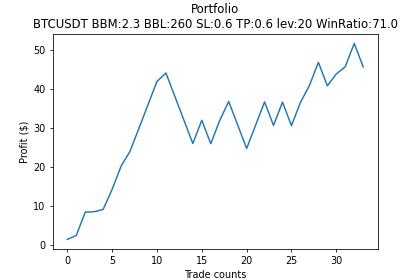 Portfolio
BTCUSDT BBM:2.3 BBL:260 SL:0.6 TP:0.6 lev:20 WinRatio:71.0
50
40
30
20
10
0
Profit ($)
0 5 10 15 20 25 30
Trade counts